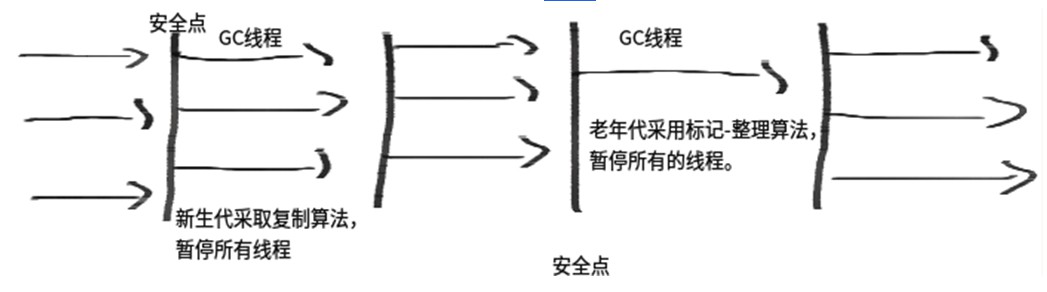 安全点
GC线程
新生代采取复制算法，
暂停所有线程
GC线程
老年代采用标记-整理算法，
暂停所有的线程。
安全点